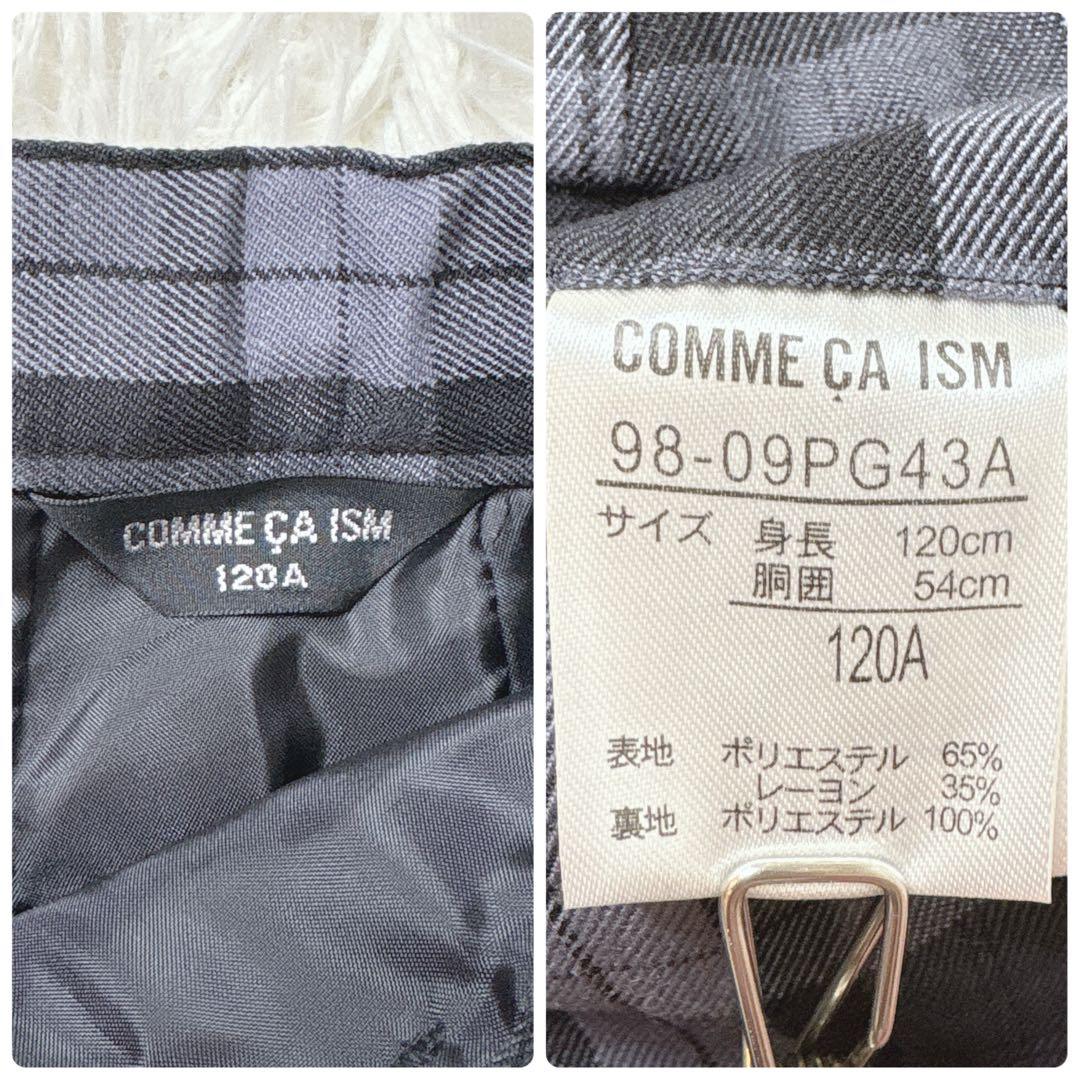 COMME ÇA ISM
120A
COMME ÇA ISM
98-09PG43A
サイズ 身長 120cm
胴囲 54cm
120A
表地 ポリエステル 65%
レーヨン 35%
裏地 ポリエステル 100%